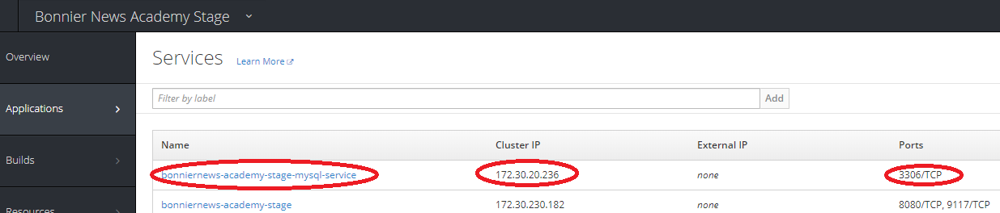 Bonnier News Academy Stage
Overview
Services Learn More
Applications
Filter by label Add
Name Cluster IP External IP Ports
Builds
bonniernews-academy-stage-mysql-service 172.30.20.236 none 3306/TCP
bonniernews-academy-stage 172.30.230.182 none 8080/TCP, 9117/TCP
Resources